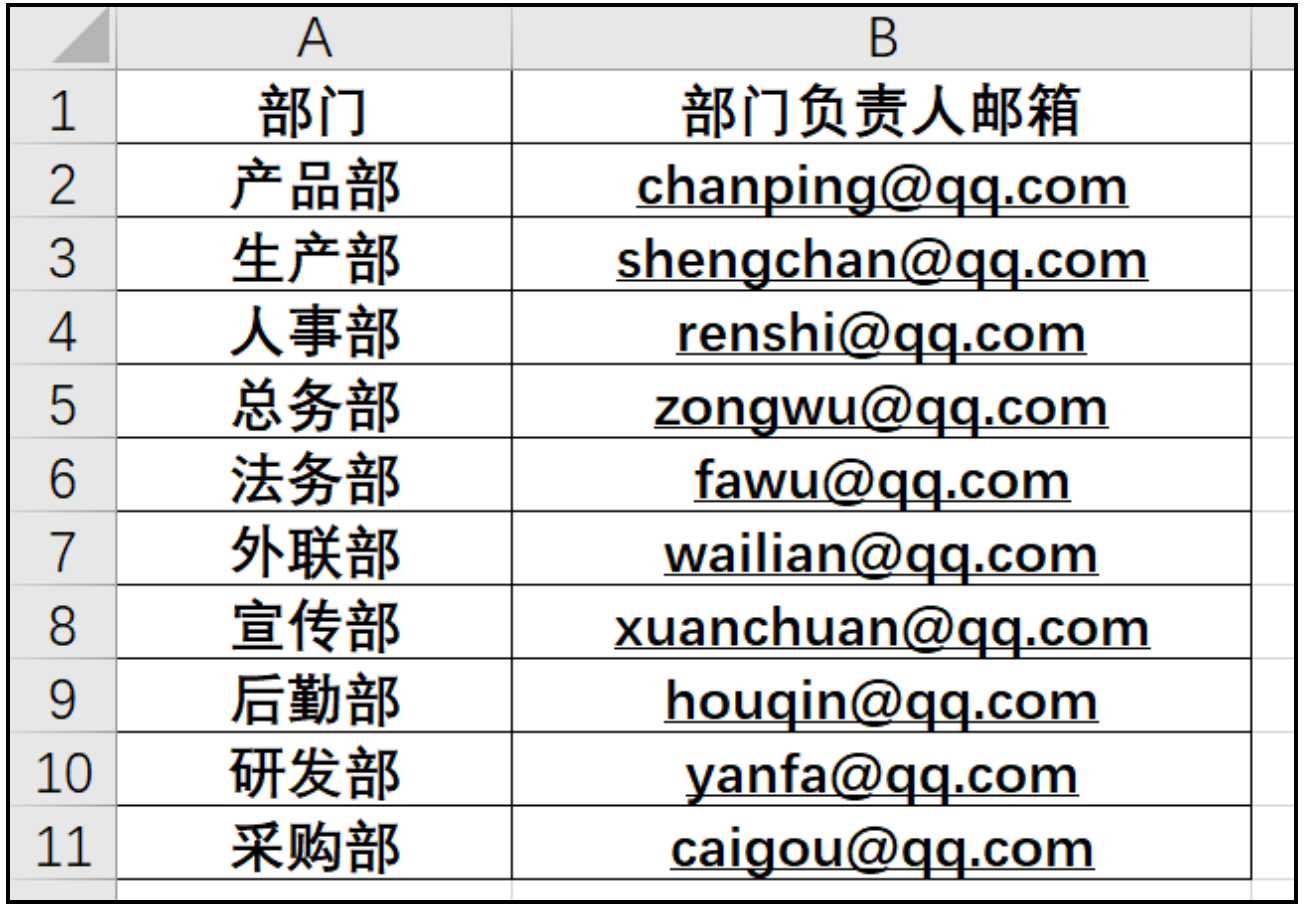 A B
1 部门 部门负责人邮箱
2 产品部 chanping@qq.com
3 生产部 shengchan@qq.com
4 人事部 renshi@qq.com
5 总务部 zongwu@qq.com
6 法务部 fawu@qq.com
7 外联部 wailian@qq.com
8 宣传部 xuanchuan@qq.com
9 后勤部 houqin@qq.com
10 研发部 yanfa@qq.com
11 采购部 caigou@qq.com